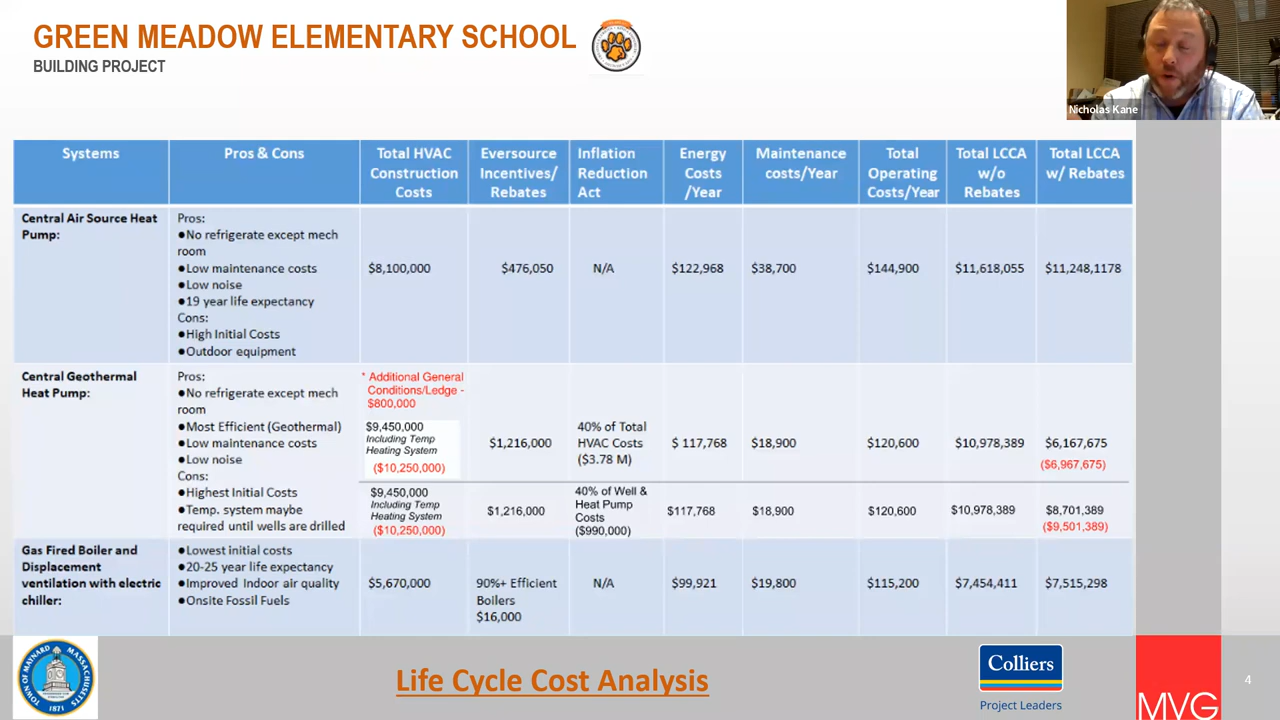 GREEN MEADOW ELEMENTARY SCHOOL
BUILDING PROJECT
Nicholas Kane
Systems
Pros & Cons
Total HVAC
Construction
Costs
Eversource
Incentives/
Rebates
Inflation
Reduction
Act
Energy
Costs
/Year
Maintenance
costs/Year
Total
Operating
Costs/Year
Total LCCA
w/o
Rebates
Total LCCA
w/ Rebates
Central Air Source Heat
Pump:
Pros:
●No refrigerate except mech
room
●Low maintenance costs
●Low noise
●19 year life expectancy
Cons:
●High Initial Costs
●Outdoor equipment
$8,100,000
$476,050
N/A
$122,968
$38,700
$144,900
$11,618,055
$11,248,1178
Central Geothermal
Heat Pump:
Pros:
●No refrigerate except mech
room
●Most Efficient (Geothermal)
●Low maintenance costs
●Low noise
Cons:
●Highest Initial Costs
●Temp. system maybe
required until wells are drilled
* Additional General
Conditions/Ledge -
$800,000
$9,450,000
Including Temp
Heating System
($10,250,000)
$1,216,000
40% of Total
HVAC Costs
($3.78 M)
$ 117,768
$18,900
$120,600
$10,978,389
$6,167,675
($6,967,675)
$9,450,000
Including Temp
Heating System
($10,250,000)
$1,216,000
40% of Well &
Heat Pump
Costs
($990,000)
$117,768
$18,900
$120,600
$10,978,389
$8,701,389
($9,501,389)
Gas Fired Boiler and
Displacement
ventilation with electric
chiller:
●Lowest initial costs
●20-25 year life expectancy
●Improved Indoor air quality
●Onsite Fossil Fuels
$5,670,000
90%+ Efficient
Boilers
$16,000
N/A
$99,921
$19,800
$115,200
$7,454,411
$7,515,298
TOWN OF MAYNARD MASSACHUSETTS
1871
Life Cycle Cost Analysis
Colliers
Project Leaders
MVG
4